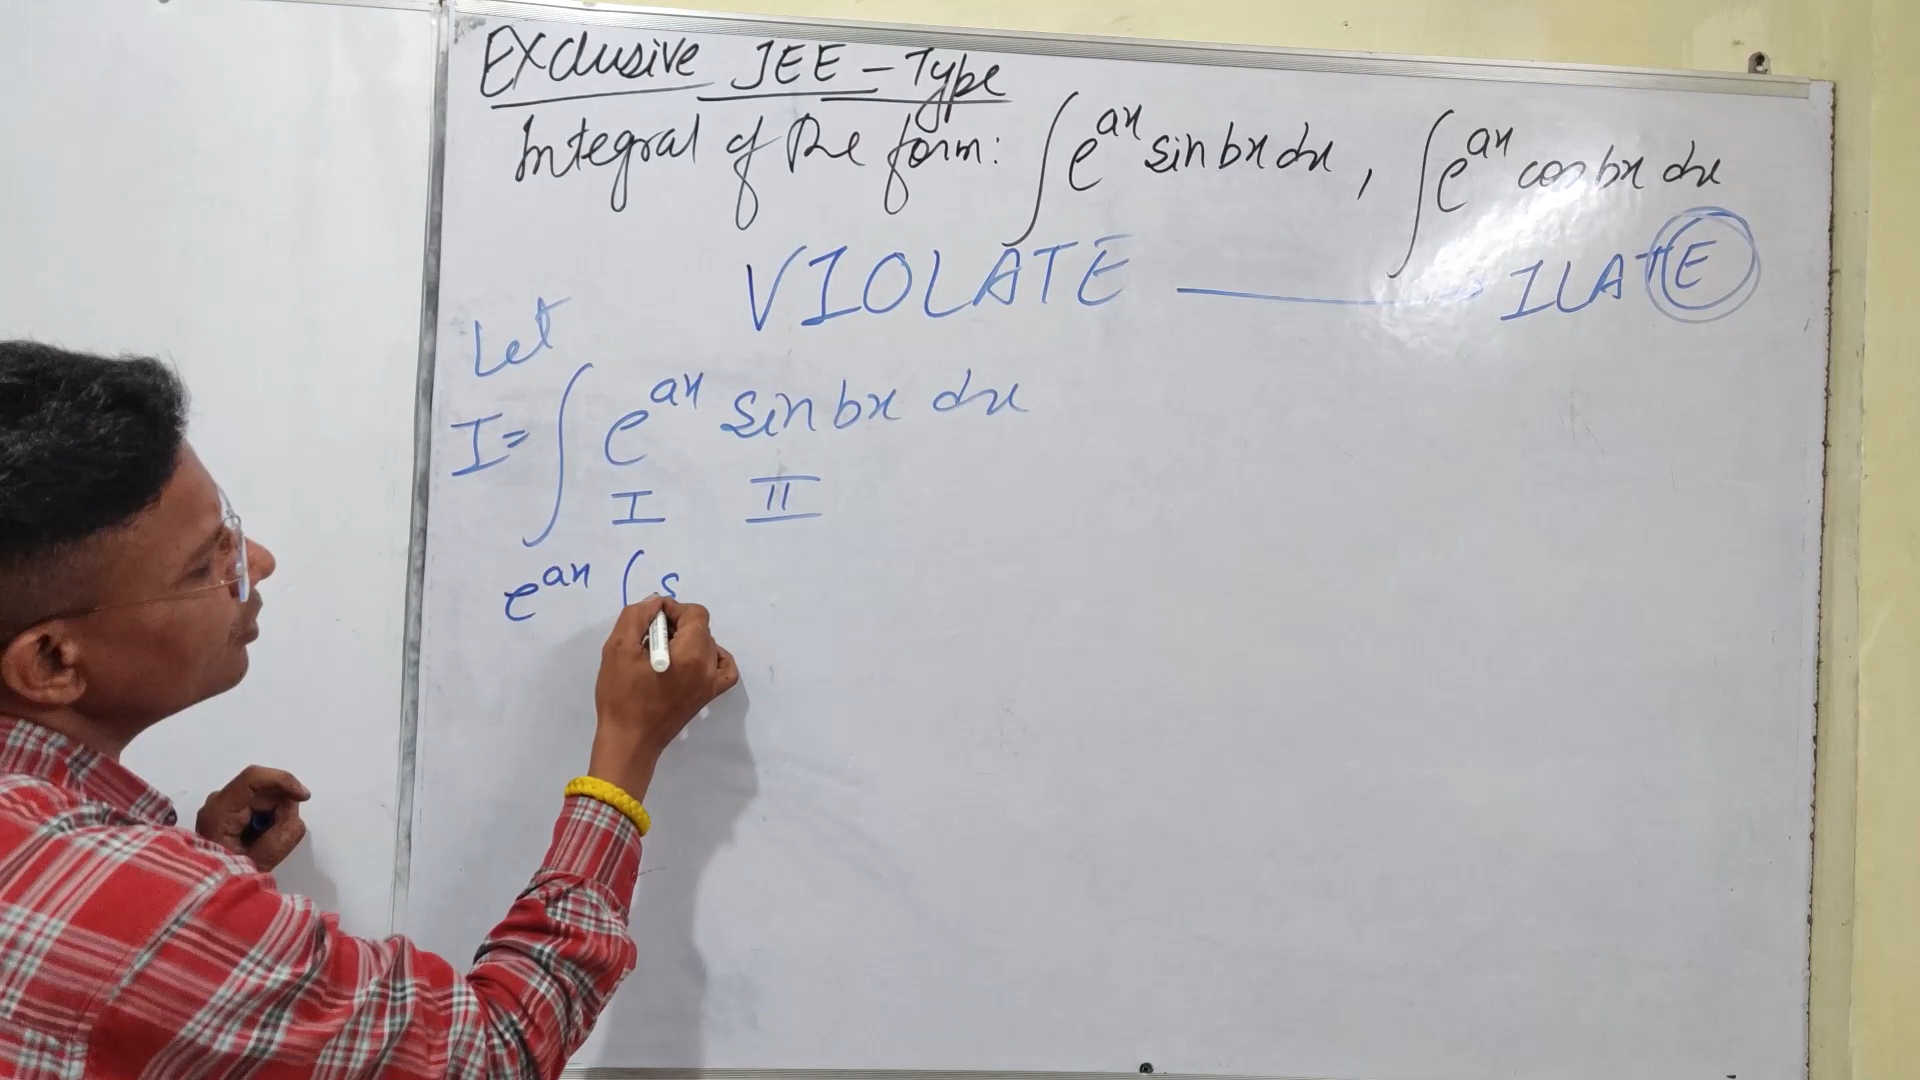 Exclusive JEE - Type
Integral of the form: ∫ e^ax sin bx dx, ∫ e^ax cos bx dx
VIOLATE → ILATE
Let
I = ∫ e^ax sin bx dx
I II
e^ax ( s